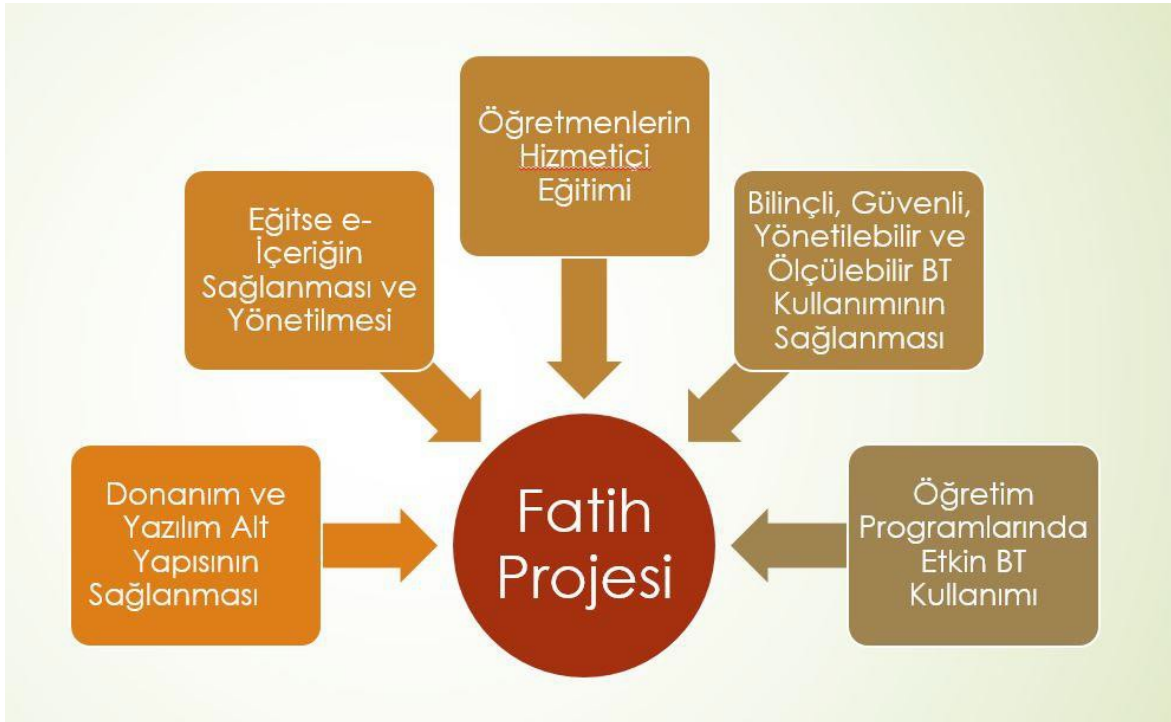 Öğretmenlerin
Hizmetiçi
Eğitimi
Eğitse e-
İçeriğin
Sağlanması ve
Yönetilmesi
Bilinçli, Güvenli,
Yönetilebilir ve
Ölçülebilir BT
Kullanımının
Sağlanması
Donanım ve
Yazılım Alt
Yapısının
Sağlanması
Fatih
Projesi
Öğretim
Programlarında
Etkin BT
Kullanımı